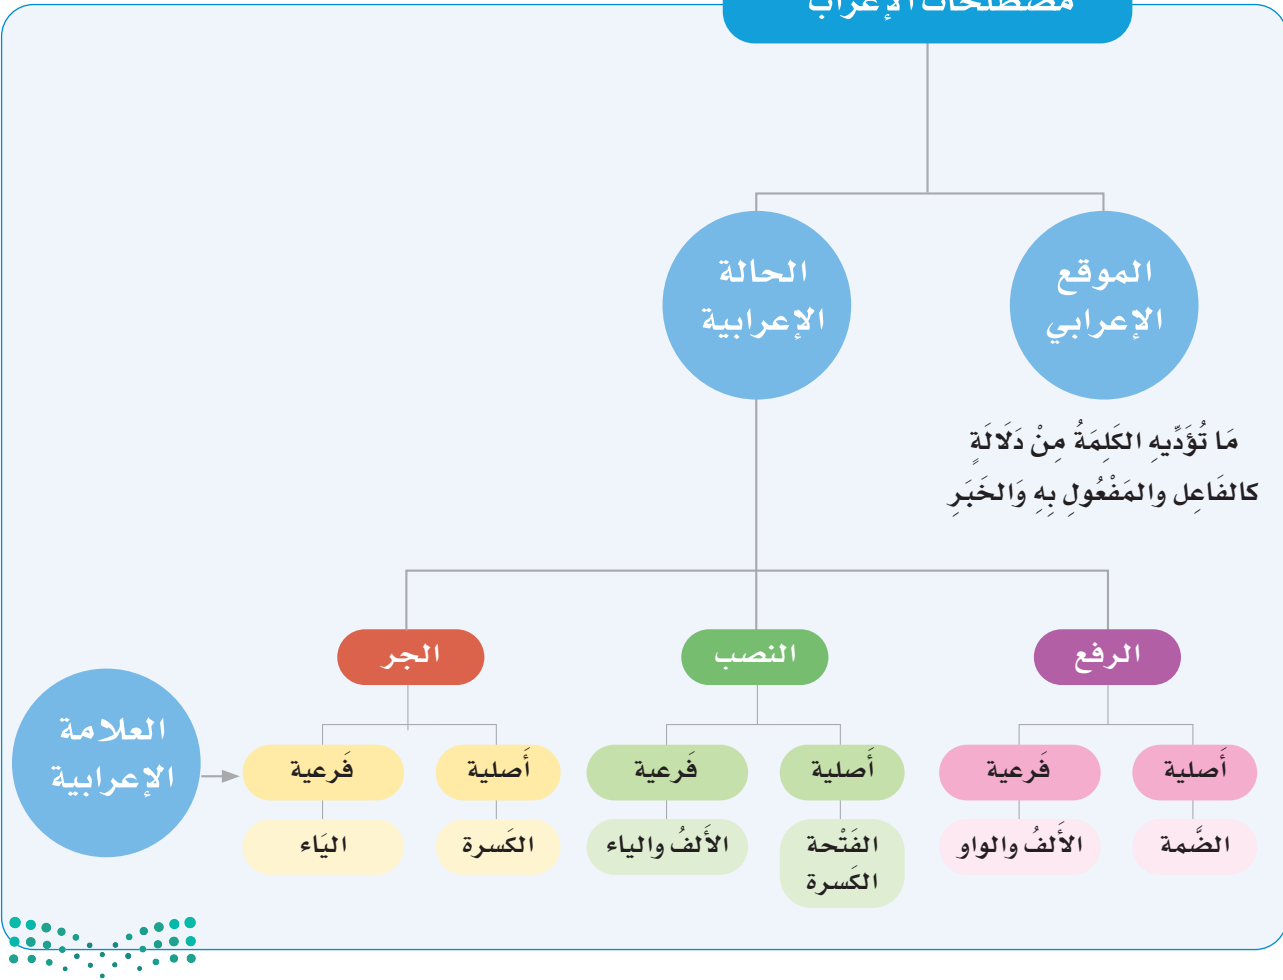 مصطلحات الإعراب
الموقع
الإعرابي
الحالة
الإعرابية
مَا تُؤَدِّيهِ الكَلِمَةُ مِنْ دَلَالَةٍ
كالفَاعِل والمَفْعُولِ بِهِ وَالخَبَرِ
الرفع
النصب
الجر
العلامة
الإعرابية
أَصلية
فَرعية
أَصلية
فَرعية
أَصلية
فَرعية
الضَّمة
الأَلفُ والواو
الفَتْحة
الكَسرة
الأَلفُ والياء
الكَسرة
اليَاء